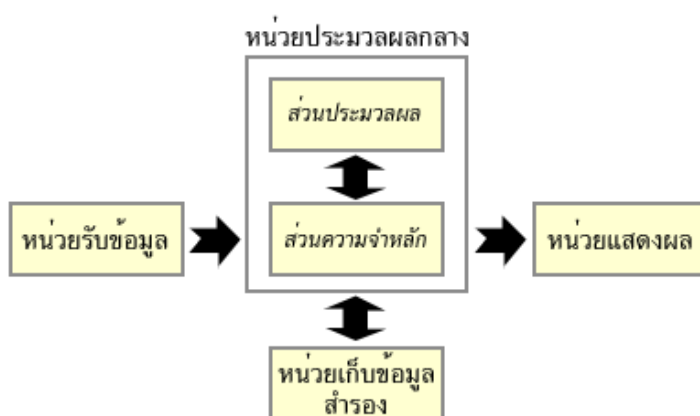 หน่วยประมวลผลกลาง
ส่วนประมวลผล
หน่วยรับข้อมูล
ส่วนความจำหลัก
หน่วยแสดงผล
หน่วยเก็บข้อมูล
สำรอง